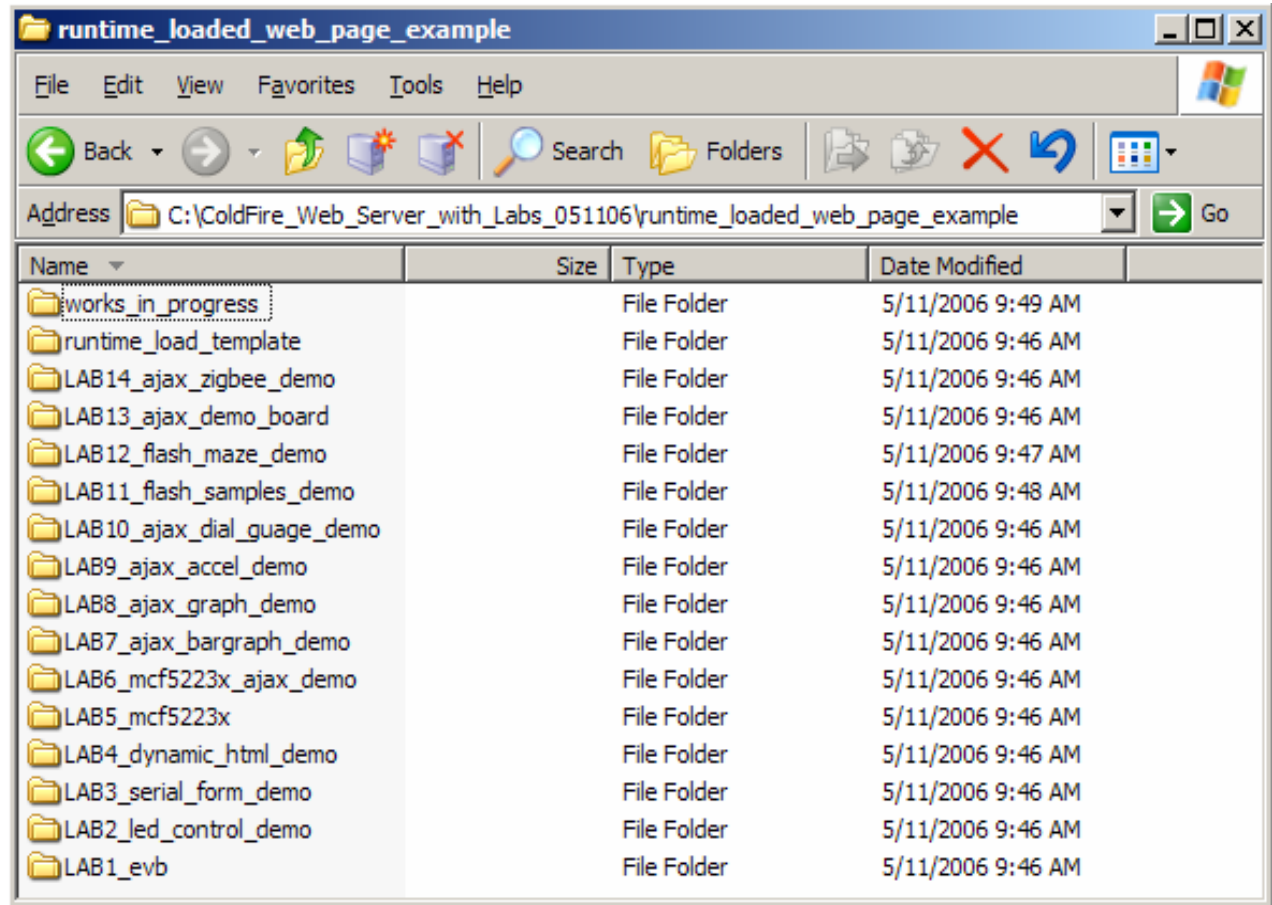 runtime_loaded_web_page_example
File Edit View Favorites Tools Help
Back Search Folders
Address C:\ColdFire_Web_Server_with_Labs_051106\runtime_loaded_web_page_example Go
Name Size Type Date Modified
works_in_progress File Folder 5/11/2006 9:49 AM
runtime_load_template File Folder 5/11/2006 9:46 AM
LAB14_ajax_zigbee_demo File Folder 5/11/2006 9:46 AM
LAB13_ajax_demo_board File Folder 5/11/2006 9:46 AM
LAB12_flash_maze_demo File Folder 5/11/2006 9:47 AM
LAB11_flash_samples_demo File Folder 5/11/2006 9:48 AM
LAB10_ajax_dial_guage_demo File Folder 5/11/2006 9:46 AM
LAB9_ajax_accel_demo File Folder 5/11/2006 9:46 AM
LAB8_ajax_graph_demo File Folder 5/11/2006 9:46 AM
LAB7_ajax_bargraph_demo File Folder 5/11/2006 9:46 AM
LAB6_mcf5223x_ajax_demo File Folder 5/11/2006 9:46 AM
LAB5_mcf5223x File Folder 5/11/2006 9:46 AM
LAB4_dynamic_html_demo File Folder 5/11/2006 9:46 AM
LAB3_serial_form_demo File Folder 5/11/2006 9:46 AM
LAB2_led_control_demo File Folder 5/11/2006 9:46 AM
LAB1_evb File Folder 5/11/2006 9:46 AM